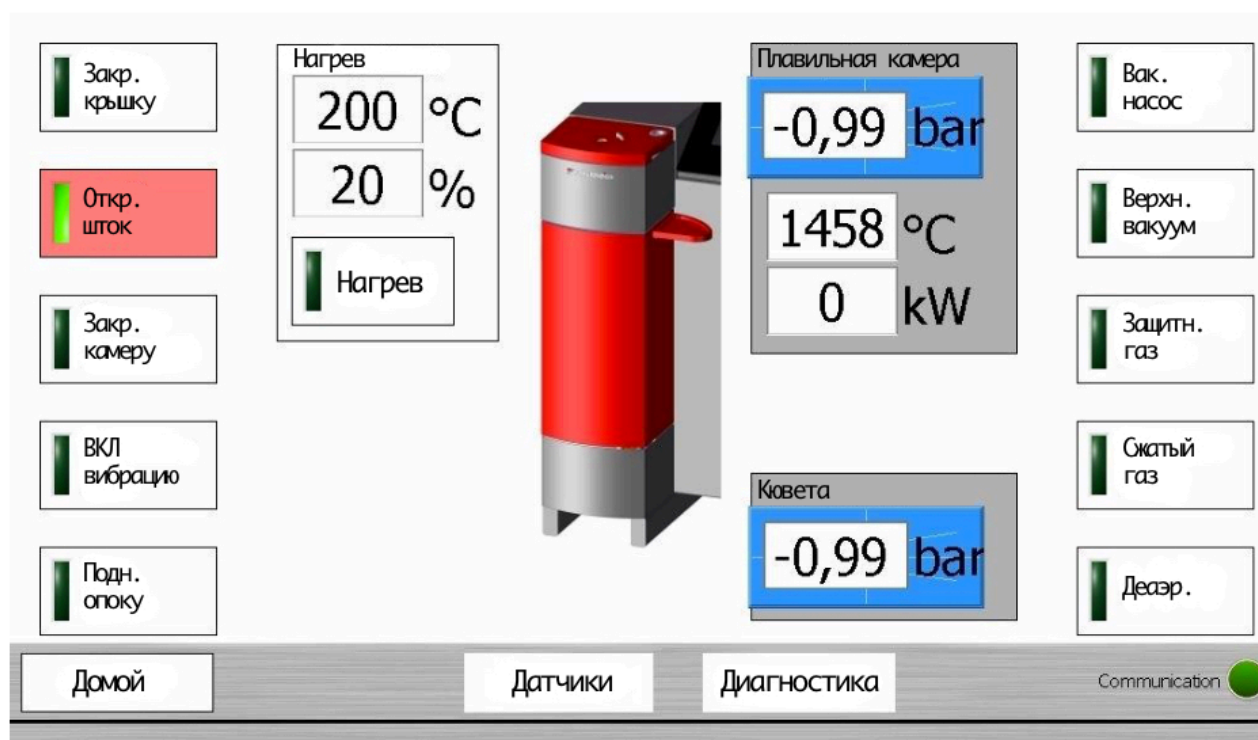 Закр.
крышку
Откр.
шток
Закр.
камеру
ВКЛ
вибрацию
Подн.
опоку
Нагрев
200 °C
20 %
Нагрев
Плавильная камера
-0,99 bar
1458 °C
0 kW
Кювета
-0,99 bar
Вак.
насос
Верхн.
вакуум
Защитн.
газ
Сжатый
газ
Деаэр.
Домой
Датчики
Диагностика
Communication